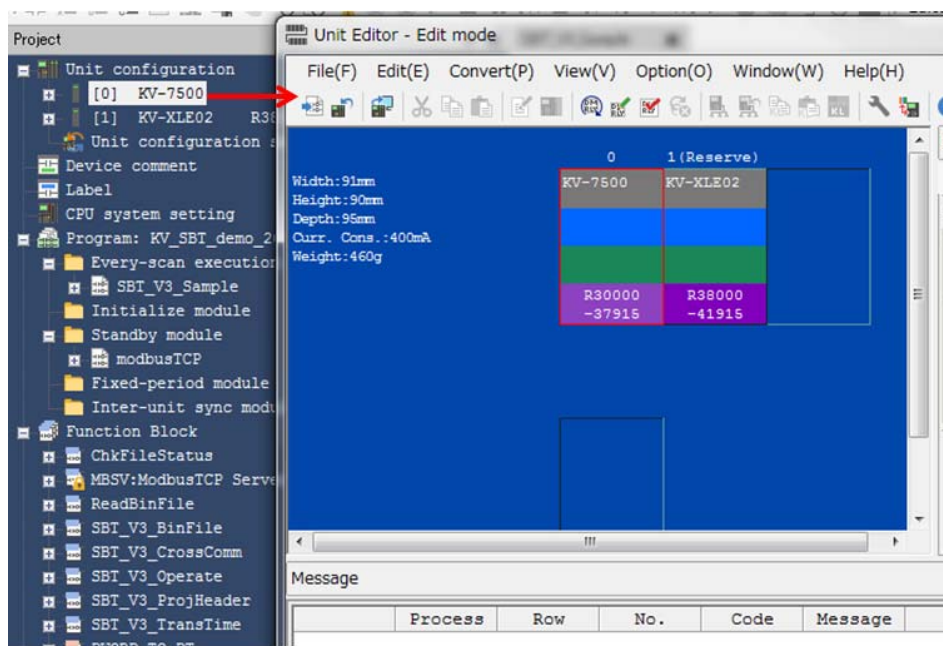 Project
Unit configuration
[0] KV-7500
[1] KV-XLE02 R38
Unit configuration
Device comment
Label
CPU system setting
Program: KV_SBT_demo_2
Every-scan execution
SBT_V3_Sample
Initialize module
Standby module
modbusTCP
Fixed-period module
Inter-unit sync modu
Function Block
ChkFileStatus
MBSV:ModbusTCP Serve
ReadBinFile
SBT_V3_BinFile
SBT_V3_CrossComm
SBT_V3_Operate
SBT_V3_ProjHeader
SBT_V3_TransTime
Unit Editor - Edit mode
File(F) Edit(E) Convert(P) View(V) Option(O) Window(W) Help(H)
0 1(Reserve)
Width:91mm
Height:90mm
Depth:95mm
Curr. Cons.:400mA
Weight:460g
KV-7500 KV-XLE02
R30000 R38000
-37915 -41915
Message
Process Row No. Code Message